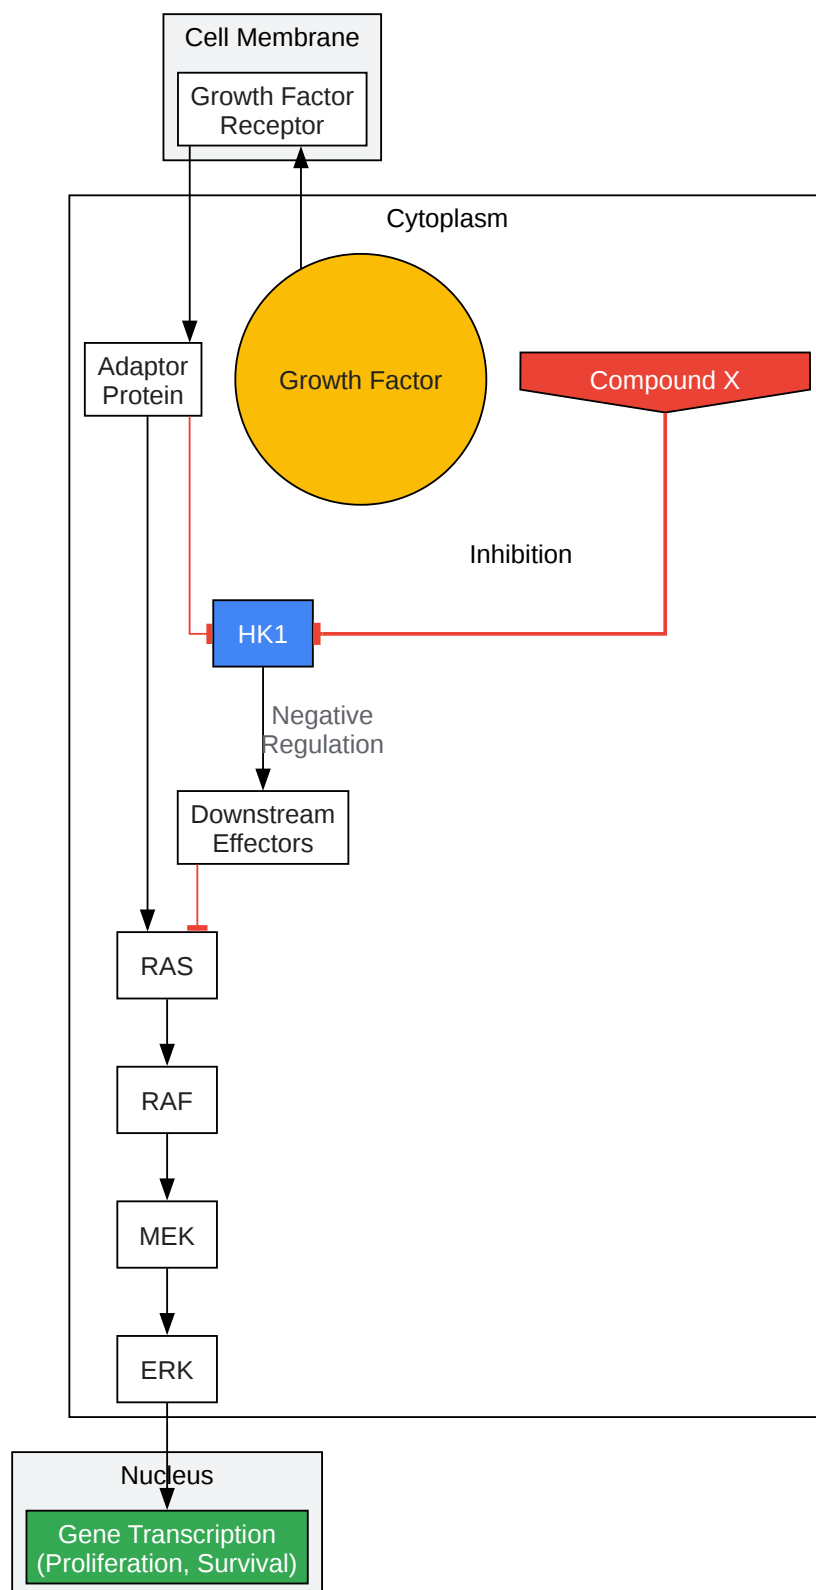 Cell Membrane
Growth Factor
Receptor
Cytoplasm
Adaptor
Protein
Growth Factor
Compound X
Inhibition
HK1
Negative
Regulation
Downstream
Effectors
RAS
RAF
MEK
ERK
Nucleus
Gene Transcription
(Proliferation, Survival)